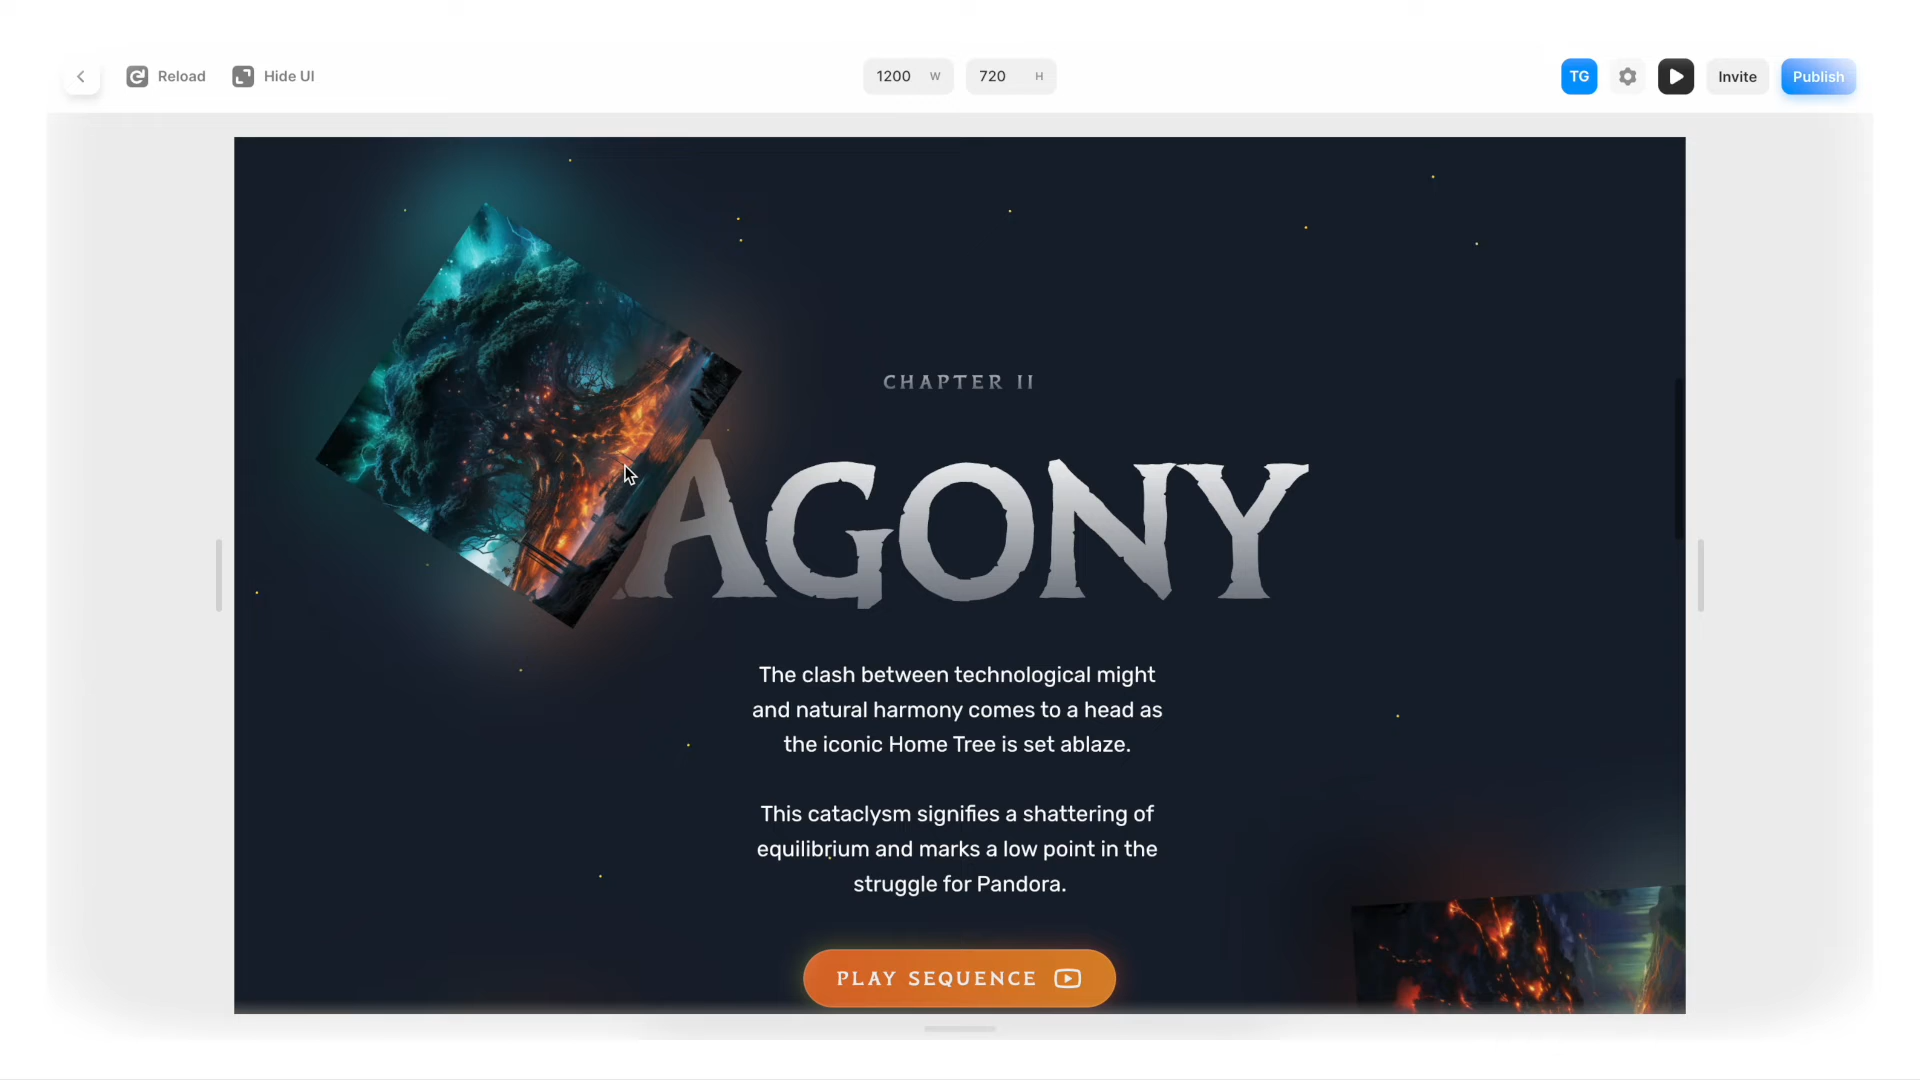 Reload
Hide UI
1200 W
720 H
TG
Invite
Publish
CHAPTER II
AGONY
The clash between technological might
and natural harmony comes to a head as
the iconic Home Tree is set ablaze.
This cataclysm signifies a shattering of
equilibrium and marks a low point in the
struggle for Pandora.
PLAY SEQUENCE